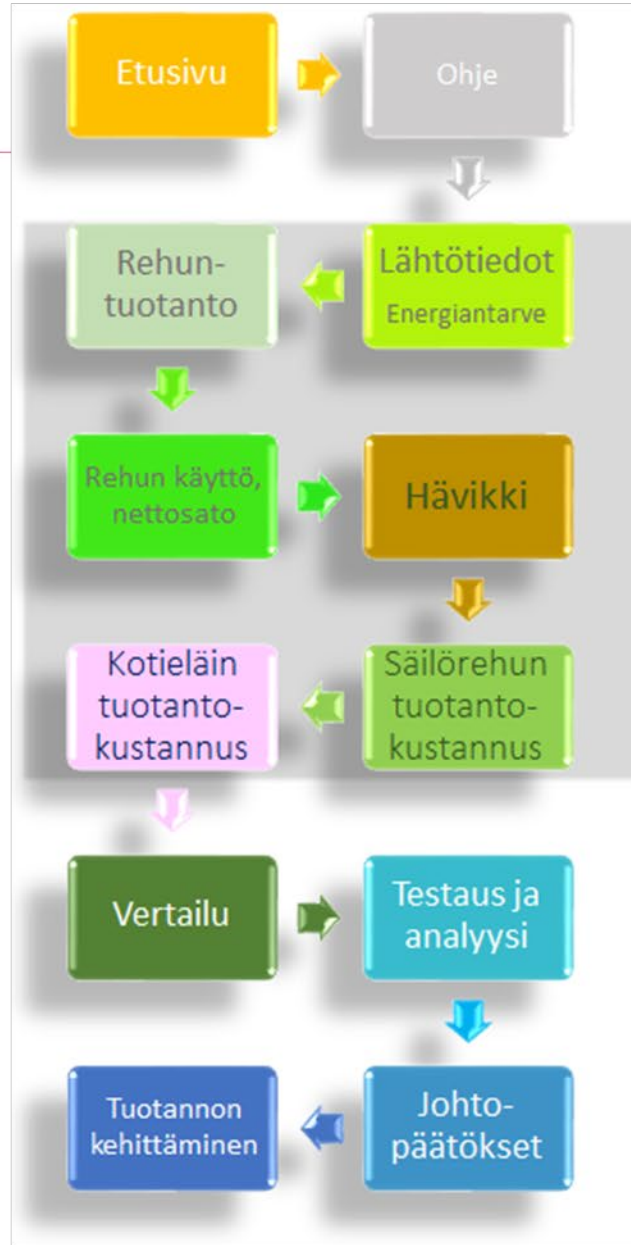 Etusivu
Ohje
Lähtötiedot
Energiantarve
Rehun-
tuotanto
Rehun käyttö,
nettosato
Hävikki
Säilörehun
tuotanto-
kustannus
Kotieläin
tuotanto-
kustannus
Vertailu
Testaus ja
analyysi
Johto-
päätökset
Tuotannon
kehittäminen